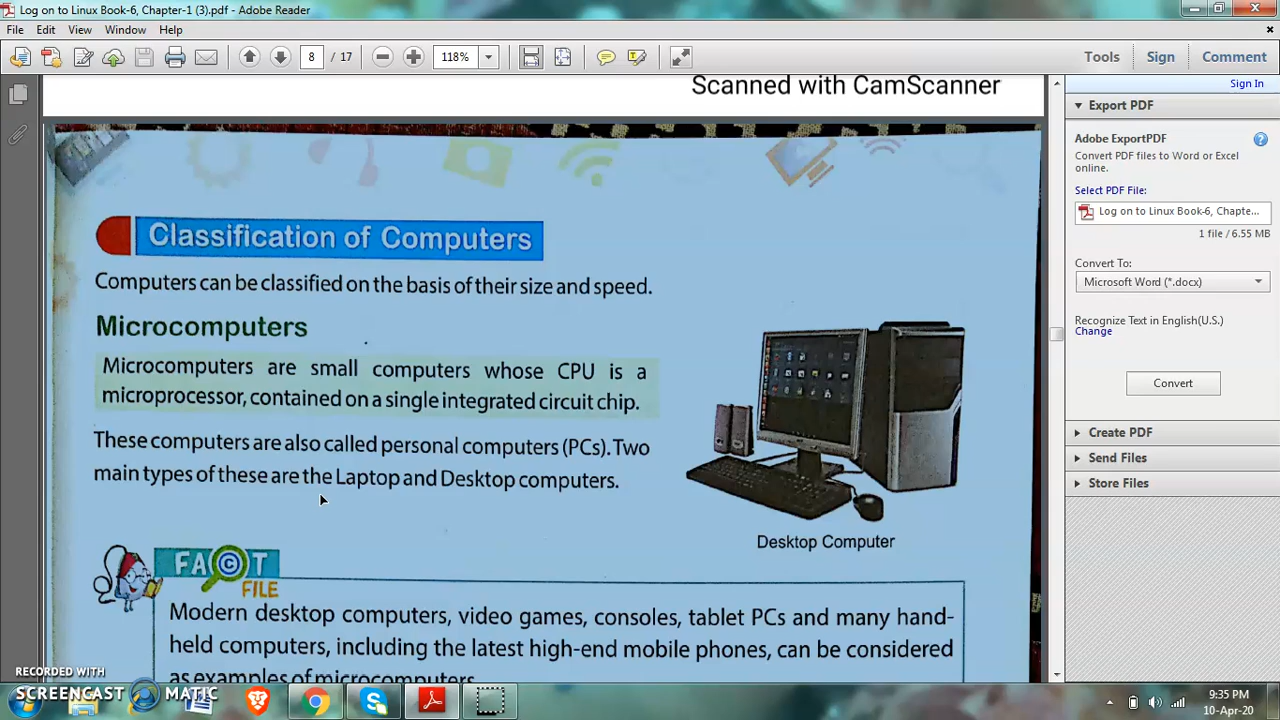 Log on to Linux Book-6, Chapter-1 (3).pdf - Adobe Reader
File Edit View Window Help
8 / 17 118% Tools Sign Comment
Scanned with CamScanner
Sign In
Export PDF
Adobe ExportPDF
Convert PDF files to Word or Excel
online.
Select PDF File:
Log on to Linux Book-6, Chapte...
1 file / 6.55 MB
Convert To:
Microsoft Word (*.docx)
Recognize Text in English(U.S.)
Change
Convert
Create PDF
Send Files
Store Files
Classification of Computers
Computers can be classified on the basis of their size and speed.
Microcomputers
Microcomputers are small computers whose CPU is a
microprocessor, contained on a single integrated circuit chip.
These computers are also called personal computers (PCs). Two
main types of these are the Laptop and Desktop computers.
Desktop Computer
FACT
FILE
Modern desktop computers, video games, consoles, tablet PCs and many hand-
held computers, including the latest high-end mobile phones, can be considered
as examples of microcomputers
RECORDED WITH
SCREENCAST MATIC
9:35 PM
10-Apr-20